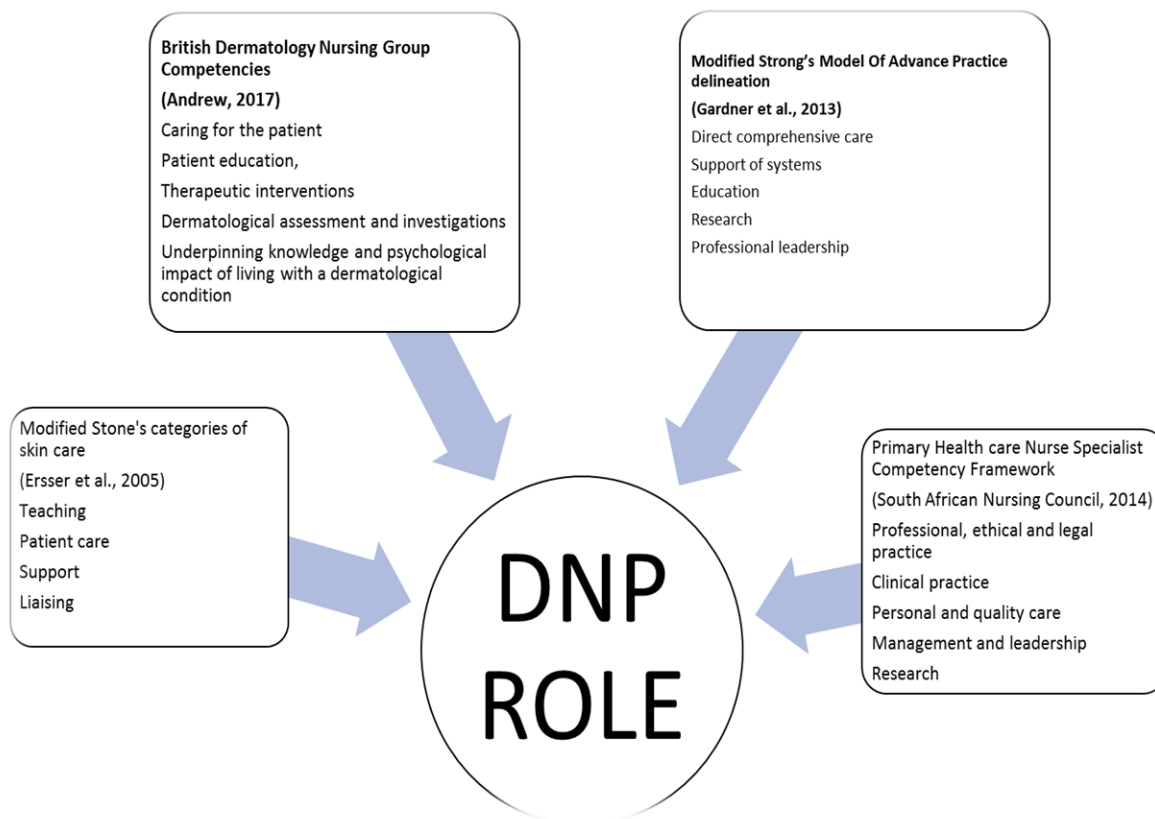 British Dermatology Nursing Group
Competencies
(Andrew, 2017)
Caring for the patient
Patient education,
Therapeutic interventions
Dermatological assessment and investigations
Underpinning knowledge and psychological
impact of living with a dermatological
condition
Modified Strong's Model Of Advance Practice
delineation
(Gardner et al., 2013)
Direct comprehensive care
Support of systems
Education
Research
Professional leadership
Modified Stone's categories of
skin care
(Ersser et al., 2005)
Teaching
Patient care
Support
Liaising
Primary Health care Nurse Specialist
Competency Framework
(South African Nursing Council, 2014)
Professional, ethical and legal
practice
Clinical practice
Personal and quality care
Management and leadership
Research
DNP
ROLE